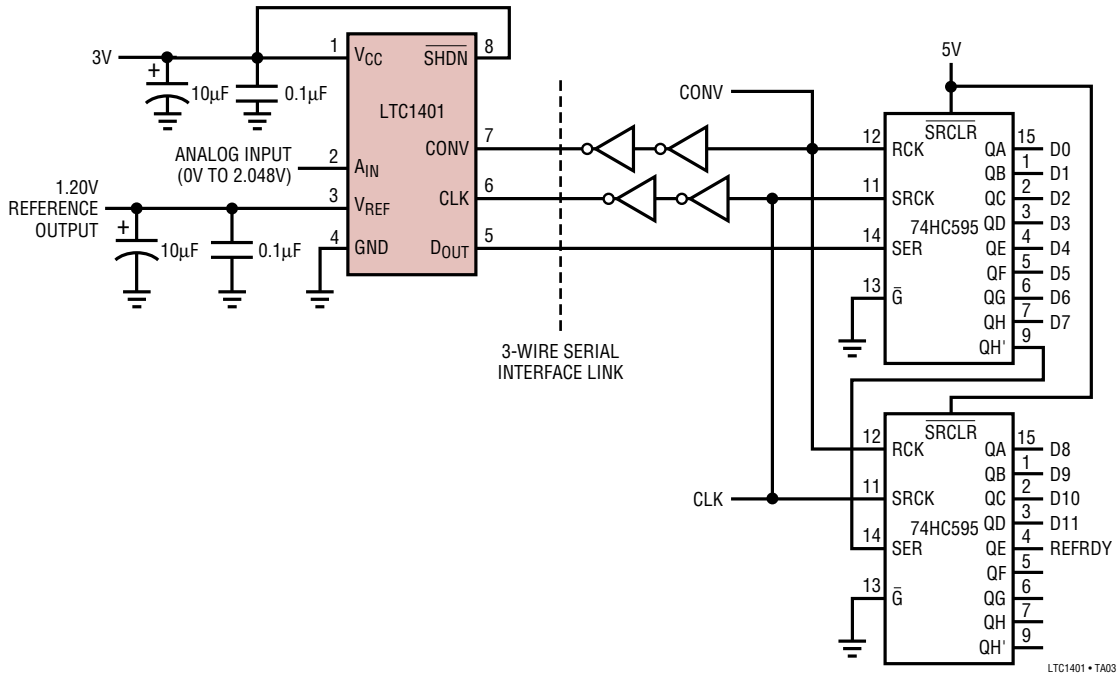 3V
+
10µF
0.1µF
1
VCC
SHDN
8
LTC1401
CONV
7
ANALOG INPUT
(0V TO 2.048V)
2
AIN
CLK
6
1.20V
REFERENCE
OUTPUT
+
10µF
0.1µF
3
VREF
4
GND
DOUT
5
3-WIRE SERIAL
INTERFACE LINK
CONV
CLK
5V
SRCLR
12
RCK
11
SRCK
74HC595
14
SER
13
G
QA 15 D0
QB 1 D1
QC 2 D2
QD 3 D3
QE 4 D4
QF 5 D5
QG 6 D6
QH 7 D7
QH' 9
SRCLR
12
RCK
11
SRCK
74HC595
14
SER
13
G
QA 15 D8
QB 1 D9
QC 2 D10
QD 3 D11
QE 4 REFRDY
QF 5
QG 6
QH 7
QH' 9
LTC1401 • TA03